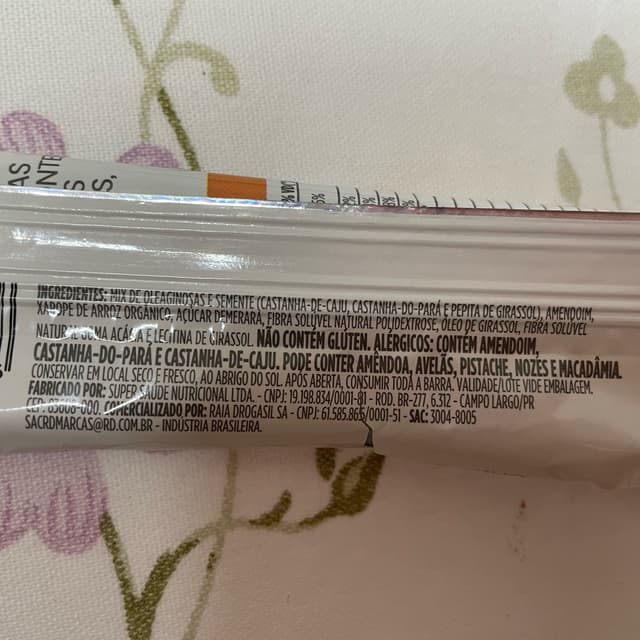 INGREDIENTES: MIX DE OLEAGINOSAS E SEMENTE (CASTANHA-DE-CAJU, CASTANHA-DO-PARÁ E PEPITA DE GIRASSOL), AMENDOIM,
XAROPE DE ARROZ ORGÂNICO, AÇÚCAR DEMERARA, FIBRA SOLÚVEL NATURAL POLIDEXTROSE, ÓLEO DE GIRASSOL, FIBRA SOLÚVEL
NATURAL GOMA ACÁCIA E LECITINA DE GIRASSOL. NÃO CONTÉM GLÚTEN. ALÉRGICOS: CONTÉM AMENDOIM,
CASTANHA-DO-PARÁ E CASTANHA-DE-CAJU. PODE CONTER AMÊNDOA, AVELÃS, PISTACHE, NOZES E MACADÂMIA.
CONSERVAR EM LOCAL SECO E FRESCO, AO ABRIGO DO SOL. APÓS ABERTA, CONSUMIR TODA A BARRA. VALIDADE/LOTE VIDE EMBALAGEM.
FABRICADO POR: SUPER SAÚDE NUTRICIONAL LTDA. - CNPJ: 19.198.834/0001-81 - ROD. BR-277, 6.312 - CAMPO LARGO/PR
CEP: COMERCIALIZADO POR: RAIA DROGASIL SA - CNPJ: 61.585.865/0001-51 - SAC: 3004-8005
SACRDMARCAS@RD.COM.BR - INDÚSTRIA BRASILEIRA.